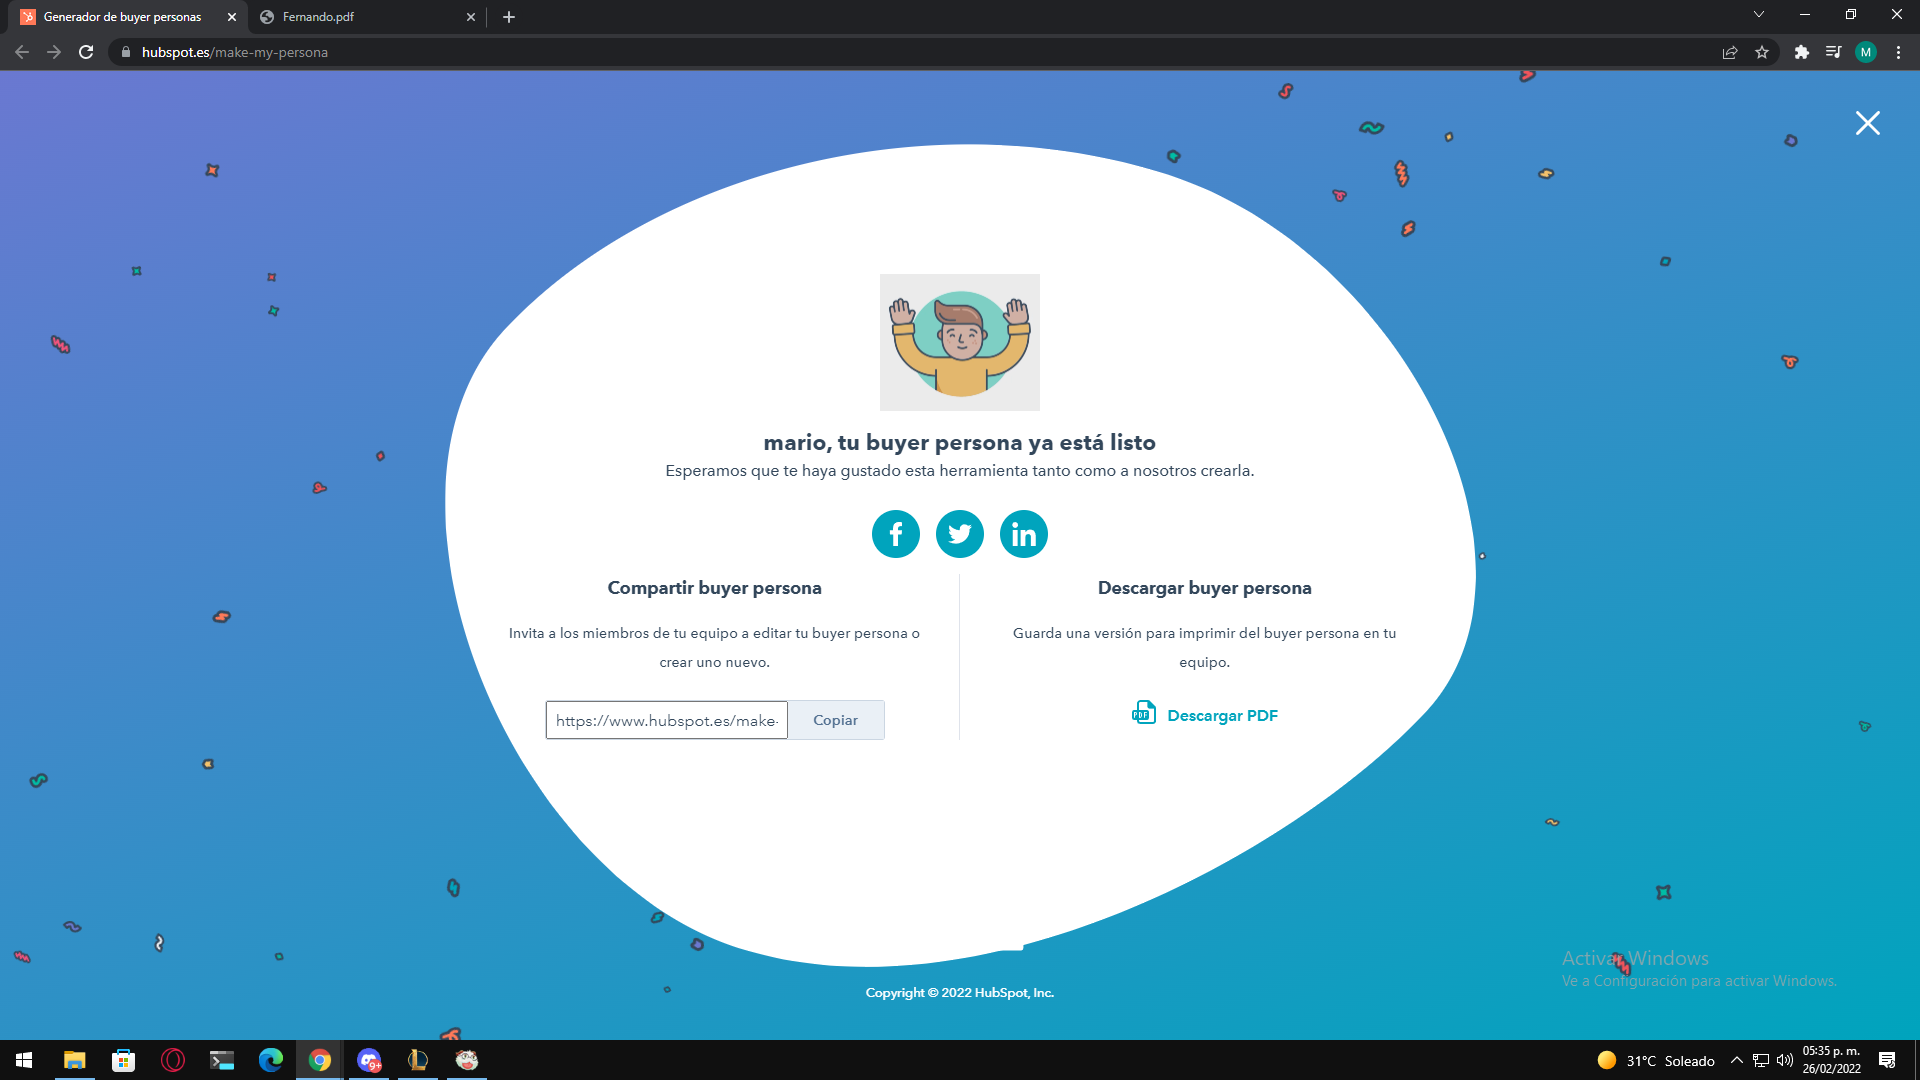 Generador de buyer personas
Fernando.pdf
hubspot.es/make-my-persona
M
mario, tu buyer persona ya está listo
Esperamos que te haya gustado esta herramienta tanto como a nosotros crearla.
Compartir buyer persona
Invita a los miembros de tu equipo a editar tu buyer persona o
crear uno nuevo.
https://www.hubspot.es/make-
Copiar
Descargar buyer persona
Guarda una versión para imprimir del buyer persona en tu
equipo.
PDF
Descargar PDF
Activar Windows
Ve a Configuración para activar Windows.
Copyright © 2022 HubSpot, Inc.
9+
31°C Soleado
05:35 p. m.
26/02/2022